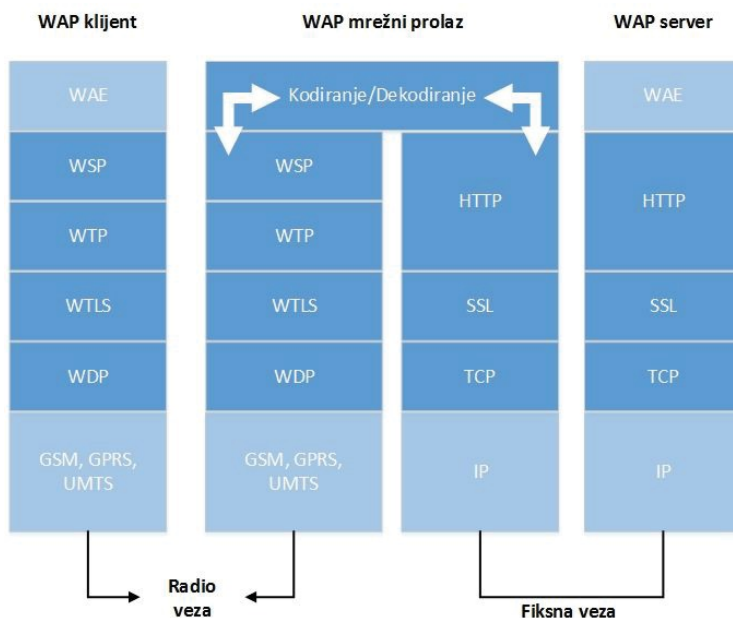 WAP klijent
WAP mrežni prolaz
WAP server
WAE
Kodiranje/Dekodiranje
WAE
WSP
WSP
HTTP
HTTP
WTP
WTP
WTLS
WTLS
SSL
SSL
WDP
WDP
TCP
TCP
GSM, GPRS,
UMTS
GSM, GPRS,
UMTS
IP
IP
Radio
veza
Fiksna veza